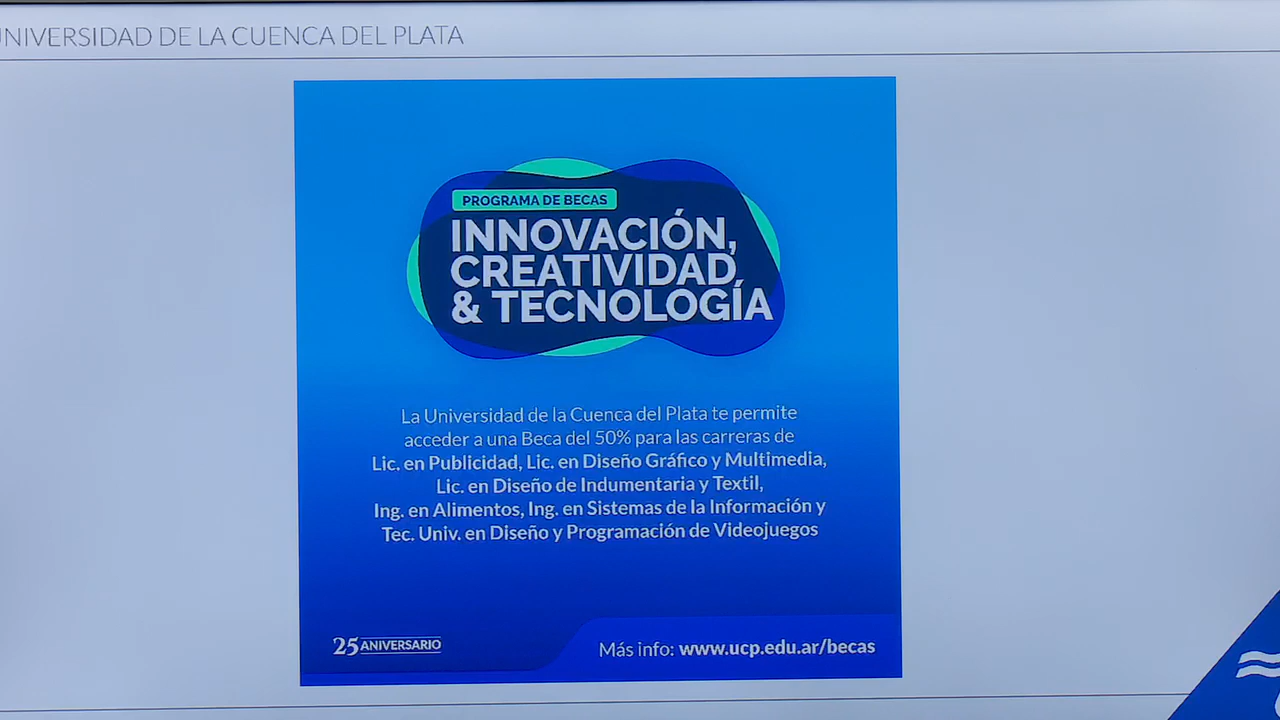 UNIVERSIDAD DE LA CUENCA DEL PLATA
PROGRAMA DE BECAS
INNOVACIÓN,
CREATIVIDAD
& TECNOLOGÍA
La Universidad de la Cuenca del Plata te permite
acceder a una Beca del 50% para las carreras de
Lic. en Publicidad, Lic. en Diseño Gráfico y Multimedia,
Lic. en Diseño de Indumentaria y Textil,
Ing. en Alimentos, Ing. en Sistemas de la Información y
Tec. Univ. en Diseño y Programación de Videojuegos
25 ANIVERSARIO
Más info: www.ucp.edu.ar/becas